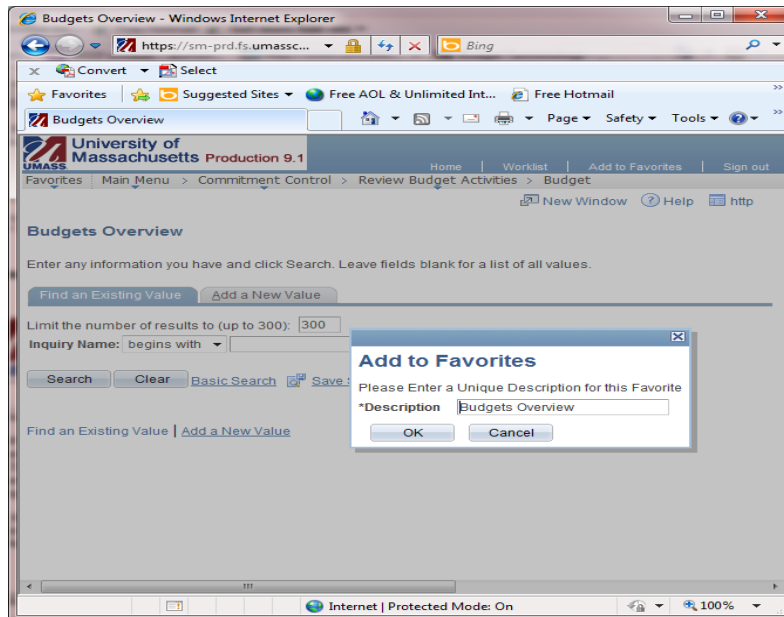 Budgets Overview - Windows Internet Explorer
https://sm-prd.fs.umassc... Bing
x Convert Select
Favorites Suggested Sites Free AOL & Unlimited Int... Free Hotmail »
Budgets Overview Page Safety Tools »
University of
Massachusetts Production 9.1
UMASS Home | Worklist | Add to Favorites | Sign out
Favorites Main Menu > Commitment Control > Review Budget Activities > Budget
New Window ? Help http
Budgets Overview
Enter any information you have and click Search. Leave fields blank for a list of all values.
Find an Existing Value Add a New Value
Limit the number of results to (up to 300): 300
Inquiry Name: begins with
Add to Favorites
Please Enter a Unique Description for this Favorite
*Description Budgets Overview
OK Cancel
Search Clear Basic Search Save
Find an Existing Value | Add a New Value
Internet | Protected Mode: On 100%